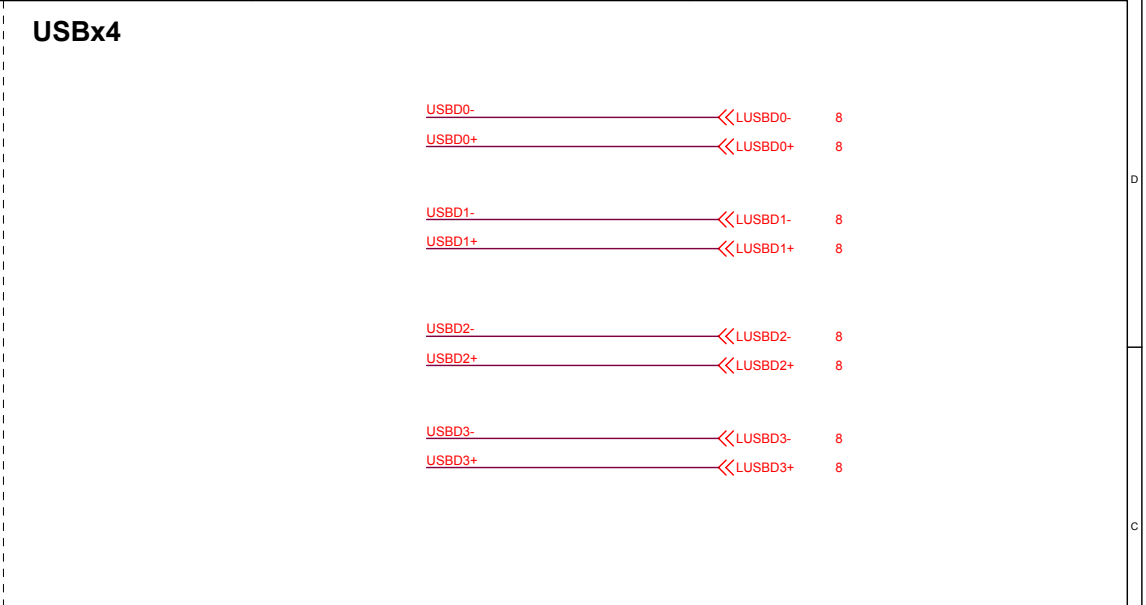 USBx4
USBD0- LUSBD0- 8
USBD0+ LUSBD0+ 8
D
USBD1- LUSBD1- 8
USBD1+ LUSBD1+ 8
USBD2- LUSBD2- 8
USBD2+ LUSBD2+ 8
USBD3- LUSBD3- 8
USBD3+ LUSBD3+ 8
C